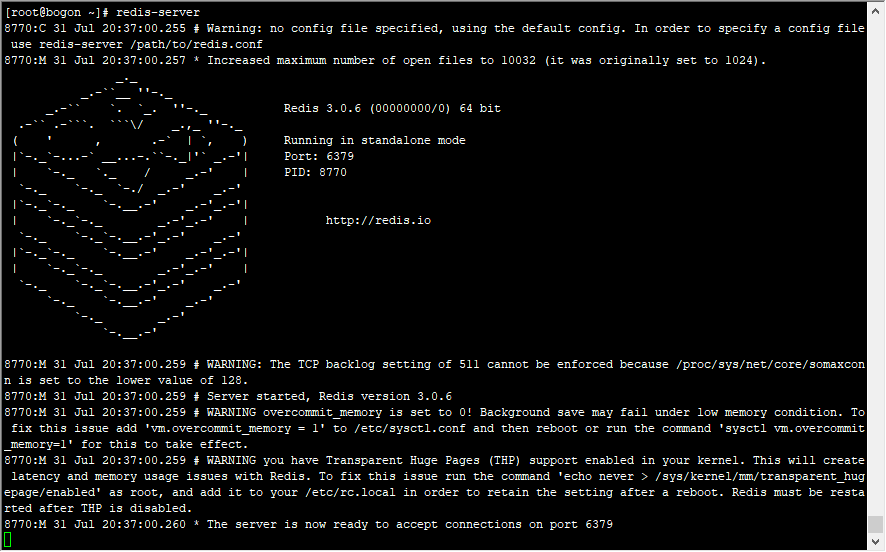 [root@bogon ~]# redis-server
8770:C 31 Jul 20:37:00.255 # Warning: no config file specified, using the default config. In order to specify a config file
 use redis-server /path/to/redis.conf
8770:M 31 Jul 20:37:00.257 * Increased maximum number of open files to 10032 (it was originally set to 1024).
Redis 3.0.6 (00000000/0) 64 bit
Running in standalone mode
Port: 6379
PID: 8770
http://redis.io
8770:M 31 Jul 20:37:00.259 # WARNING: The TCP backlog setting of 511 cannot be enforced because /proc/sys/net/core/somaxcon
n is set to the lower value of 128.
8770:M 31 Jul 20:37:00.259 # Server started, Redis version 3.0.6
8770:M 31 Jul 20:37:00.259 # WARNING overcommit_memory is set to 0! Background save may fail under low memory condition. To
 fix this issue add 'vm.overcommit_memory = 1' to /etc/sysctl.conf and then reboot or run the command 'sysctl vm.overcommit
_memory=1' for this to take effect.
8770:M 31 Jul 20:37:00.259 # WARNING you have Transparent Huge Pages (THP) support enabled in your kernel. This will create
 latency and memory usage issues with Redis. To fix this issue run the command 'echo never > /sys/kernel/mm/transparent_hug
epage/enabled' as root, and add it to your /etc/rc.local in order to retain the setting after a reboot. Redis must be resta
rted after THP is disabled.
8770:M 31 Jul 20:37:00.260 * The server is now ready to accept connections on port 6379